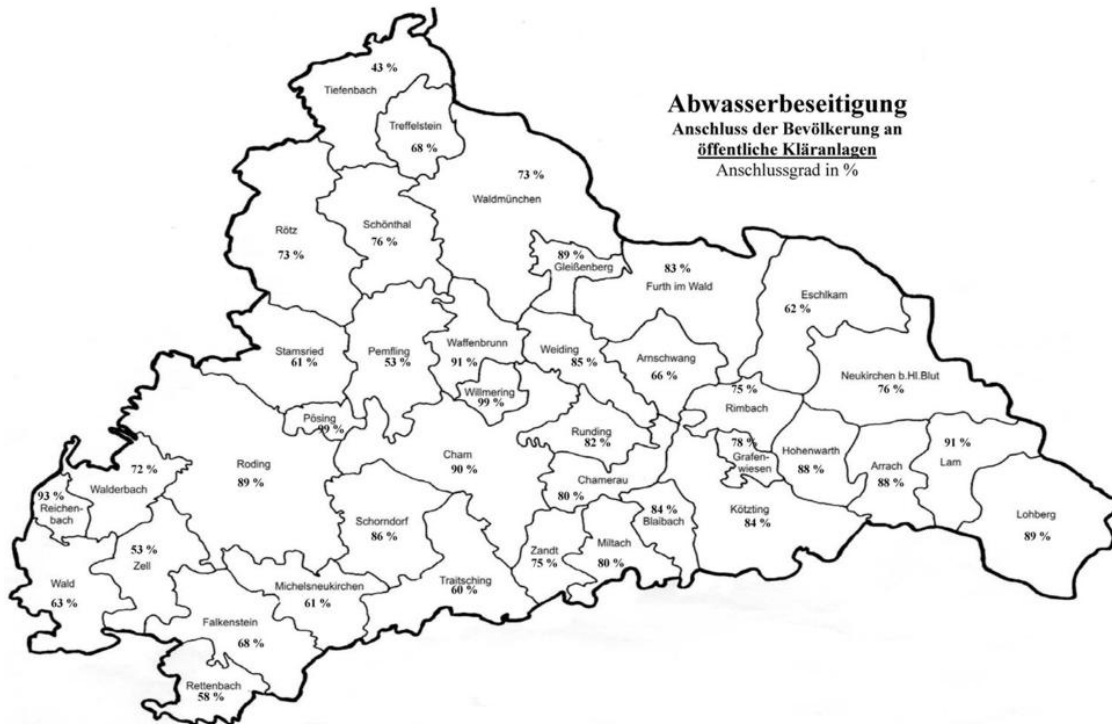 Abwasserbeseitigung
Anschluss der Bevölkerung an
öffentliche Kläranlagen
Anschlussgrad in %
43 %
Tiefenbach
Treffelstein
68 %
73 %
Waldmünchen
Rötz
73 %
Schönthal
76 %
89 %
Gleißenberg
83 %
Furth im Wald
Eschlkam
62 %
Stamsried
61 %
Pemfling
53 %
Waffenbrunn
91 %
Weiding
85 %
Arnschwang
66 %
Neukirchen b.Hl.Blut
76 %
Willmering
99 %
75 %
Rimbach
Pösing
99 %
Runding
82 %
78 %
Grafen-
wiesen
Hohenwarth
88 %
Arrach
88 %
91 %
Lam
Cham
90 %
Roding
89 %
72 %
Walderbach
93 %
Reichen-
bach
Chamerau
80 %
84 %
Blaibach
Kötzting
84 %
Lohberg
89 %
Schorndorf
86 %
53 %
Zell
Zandt
75 %
Miltach
80 %
Wald
63 %
Michelsneukirchen
61 %
Traitsching
60 %
Falkenstein
68 %
Rettenbach
58 %